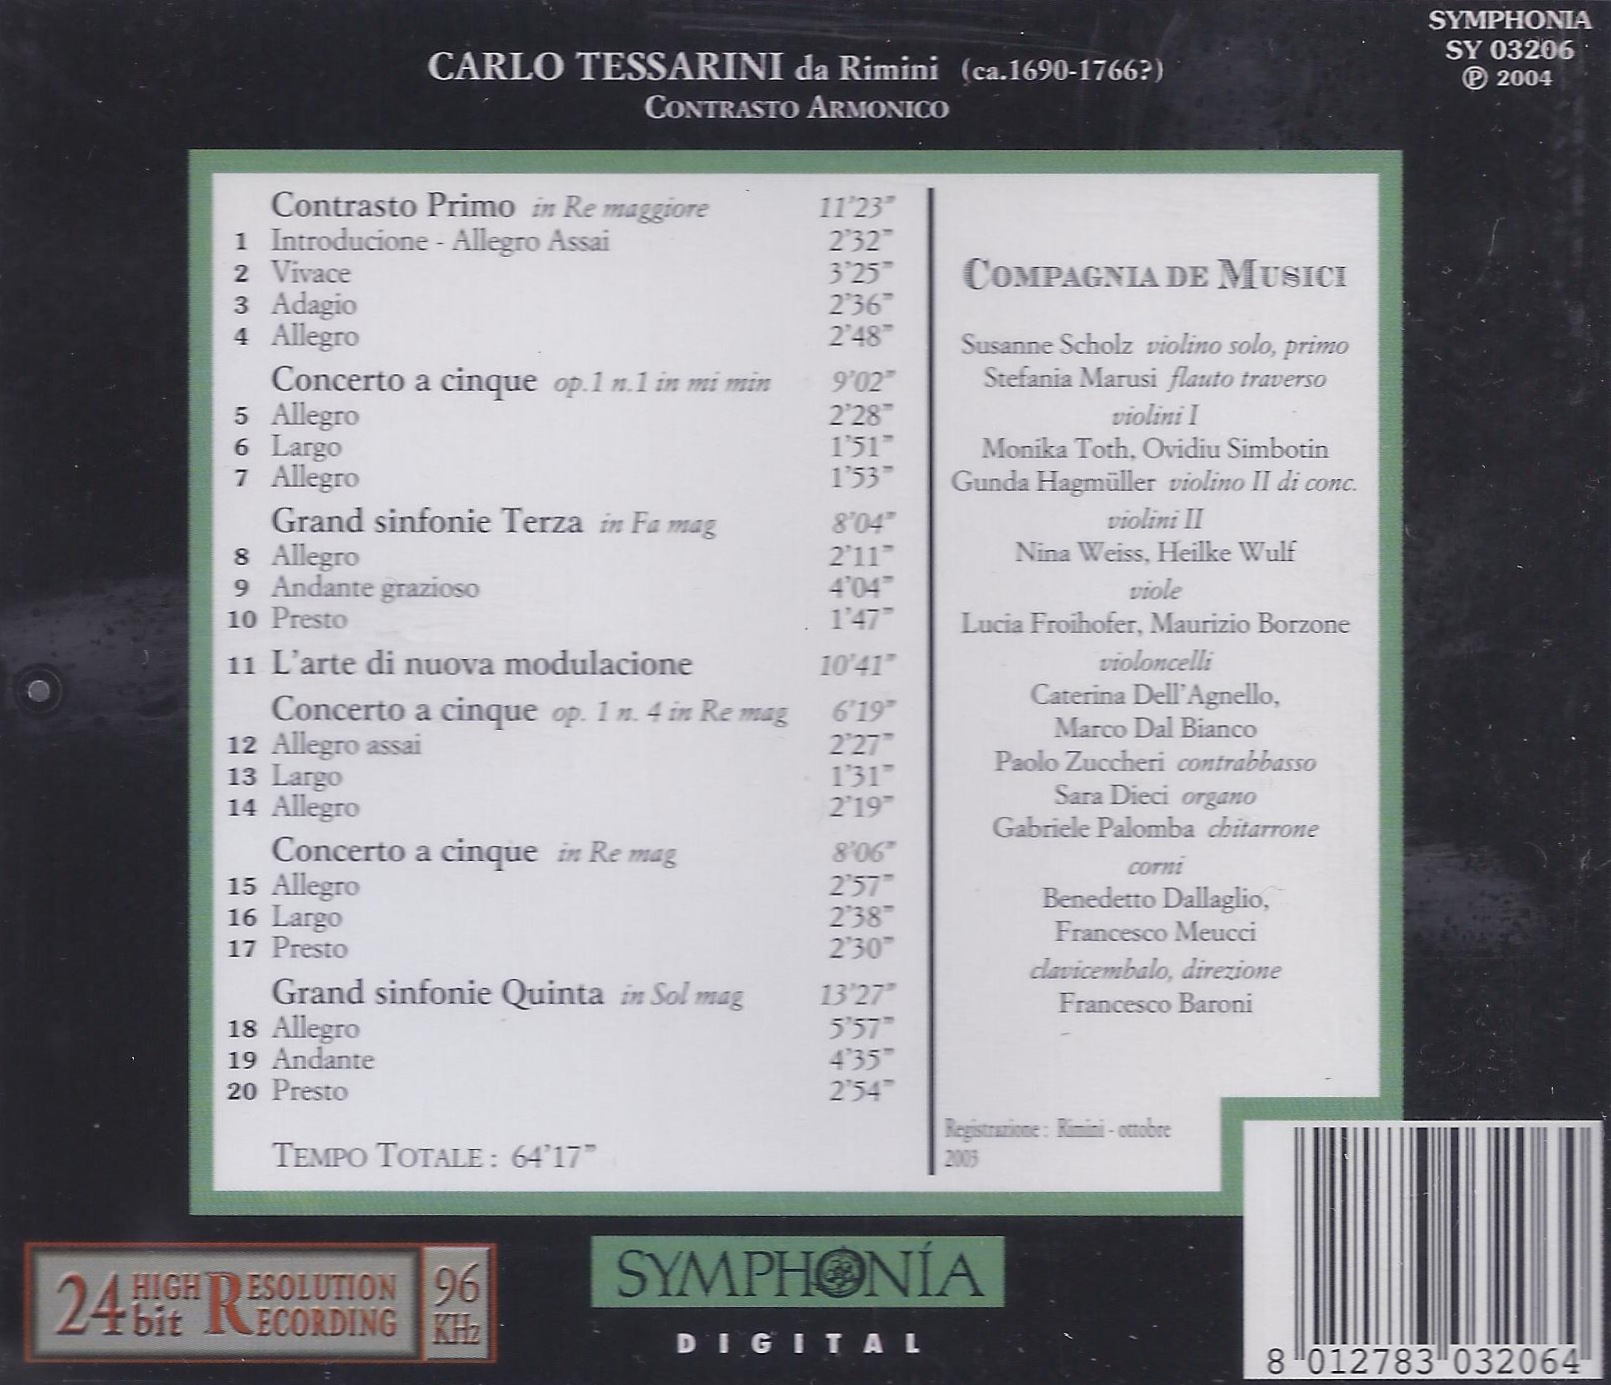 SYMPHONIA
SY 03206
℗ 2004
CARLO TESSARINI da Rimini (ca.1690-1766?)
CONTRASTO ARMONICO
Contrasto Primo in Re maggiore 11'23"
1 Introducione - Allegro Assai 2'32"
2 Vivace 3'25"
3 Adagio 2'36"
4 Allegro 2'48"
Concerto a cinque op.1 n.1 in mi min 9'02"
5 Allegro 2'28"
6 Largo 1'51"
7 Allegro 1'53"
Grand sinfonie Terza in Fa mag 8'04"
8 Allegro 2'11"
9 Andante grazioso 4'04"
10 Presto 1'47"
11 L'arte di nuova modulacione 10'41"
Concerto a cinque op. 1 n. 4 in Re mag 6'19"
12 Allegro assai 2'27"
13 Largo 1'31"
14 Allegro 2'19"
Concerto a cinque in Re mag 8'06"
15 Allegro 2'57"
16 Largo 2'38"
17 Presto 2'30"
Grand sinfonie Quinta in Sol mag 13'27"
18 Allegro 5'57"
19 Andante 4'35"
20 Presto 2'54"
TEMPO TOTALE : 64'17"
COMPAGNIA DE MUSICI
Susanne Scholz violino solo, primo
Stefania Marusi flauto traverso
violini I
Monika Toth, Ovidiu Simbotin
Gunda Hagmüller violino II di conc.
violini II
Nina Weiss, Heilke Wulf
viole
Lucia Froihofer, Maurizio Borzone
violoncelli
Caterina Dell'Agnello,
Marco Dal Bianco
Paolo Zuccheri contrabbasso
Sara Dieci organo
Gabriele Palomba chitarrone
corni
Benedetto Dallaglio,
Francesco Meucci
clavicembalo, direzione
Francesco Baroni
Registrazione : Rimini - ottobre
2003
24 bit HIGH RESOLUTION RECORDING 96 KHz
SYMPHONÍA
DIGITAL
8 012783 032064